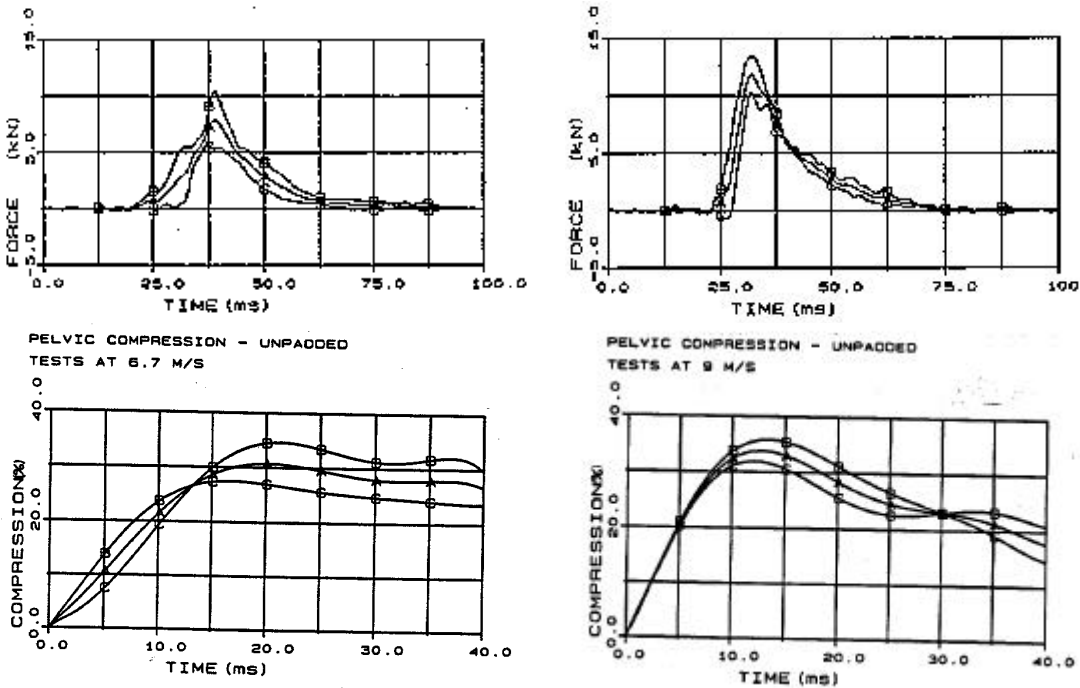 15.0
5.0
-5.0
FORCE (kN)
0.0 25.0 50.0 75.0 100.0
TIME (ms)
15.0
5.0
-5.0
FORCE (kN)
0.0 25.0 50.0 75.0 100
TIME (ms)
PELVIC COMPRESSION - UNPADDED
TESTS AT 6.7 M/S
40.0
20.0
0.0
COMPRESSION(%)
0.0 10.0 20.0 30.0 40.0
TIME (ms)
PELVIC COMPRESSION - UNPADDED
TESTS AT 9 M/S
40.0
20.0
0.0
COMPRESSION(%)
0.0 10.0 20.0 30.0 40.0
TIME (ms)